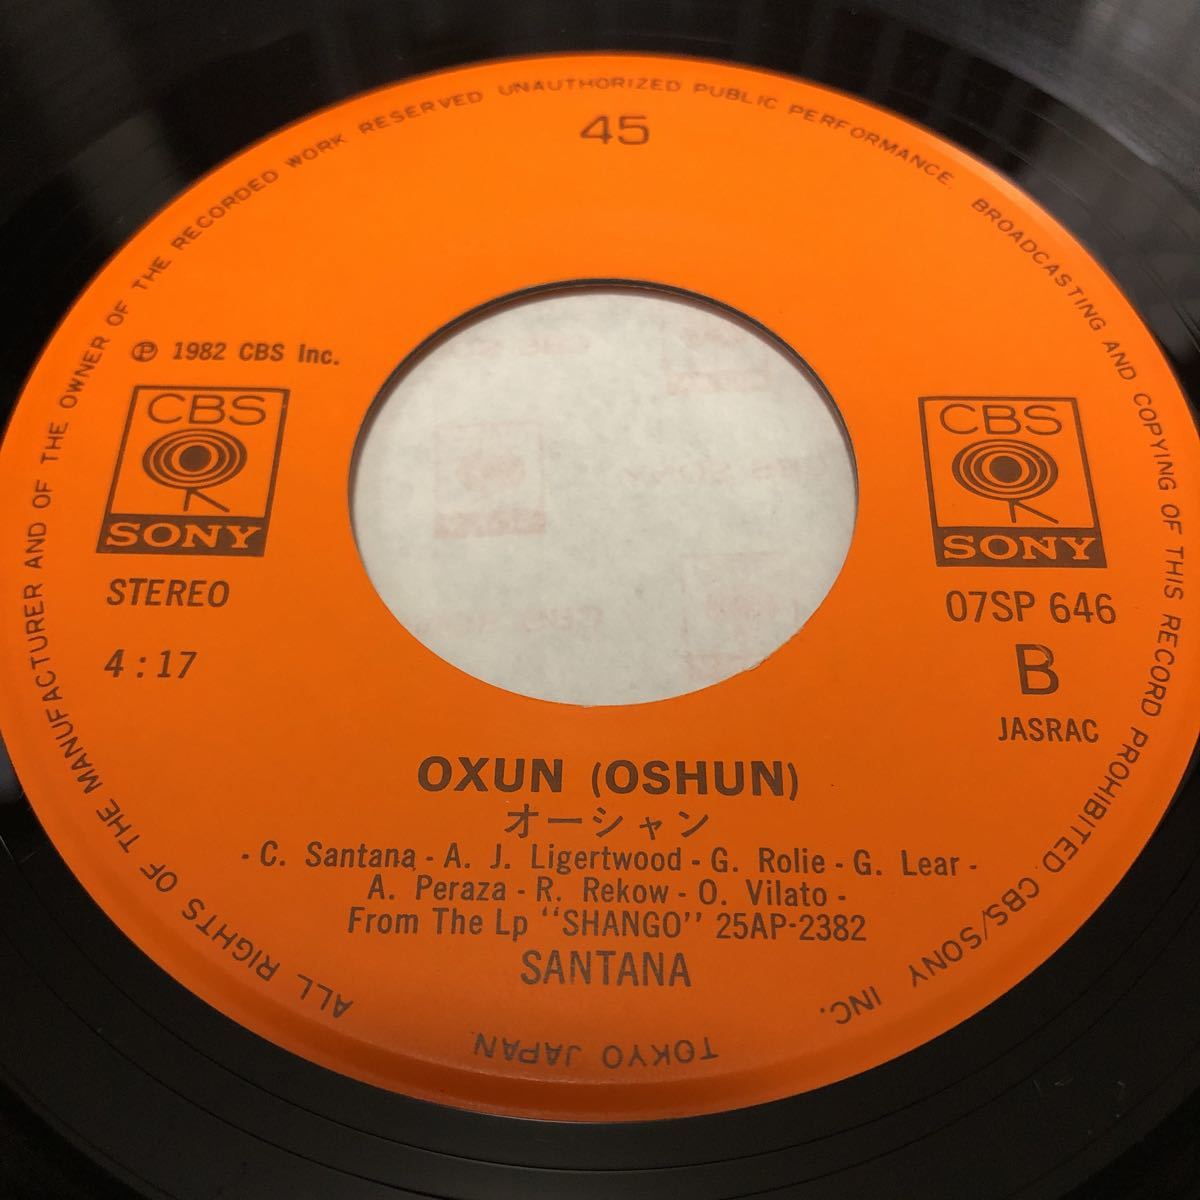 45
ALL RIGHTS OF THE MANUFACTURER AND OF THE OWNER OF THE RECORDED WORK RESERVED UNAUTHORIZED PUBLIC PERFORMANCE. BROADCASTING AND COPYING OF THIS RECORD PROHIBITED. CBS/SONY INC. TOKYO JAPAN
Ⓟ 1982 CBS Inc.
CBS
SONY
STEREO
4:17
CBS
SONY
07SP 646
B
JASRAC
OXUN (OSHUN)
オーシャン
- C. Santana - A. J. Ligertwood - G. Rolie - G. Lear -
A. Peraza - R. Rekow - O. Vilato -
From The Lp "SHANGO" 25AP-2382
SANTANA